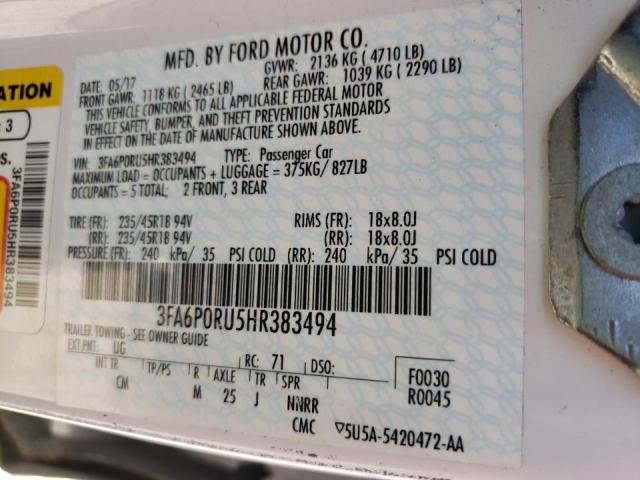 MFD. BY FORD MOTOR CO.
DATE: 05/17 GVWR: 2136 KG ( 4710 LB)
FRONT GAWR: 1118 KG ( 2465 LB) REAR GAWR: 1039 KG ( 2290 LB)
THIS VEHICLE CONFORMS TO ALL APPLICABLE FEDERAL MOTOR
VEHICLE SAFETY, BUMPER, AND THEFT PREVENTION STANDARDS
IN EFFECT ON THE DATE OF MANUFACTURE SHOWN ABOVE.
VIN: 3FA6P0RU5HR383494 TYPE: Passenger Car
MAXIMUM LOAD = OCCUPANTS + LUGGAGE = 375KG/ 827LB
OCCUPANTS = 5 TOTAL; 2 FRONT, 3 REAR
TIRE (FR): 235/45R18 94V RIMS (FR): 18x8.0J
(RR): 235/45R18 94V (RR): 18x8.0J
PRESSURE (FR): 240 kPa/ 35 PSI COLD (RR): 240 kPa/ 35 PSI COLD
3FA6P0RU5HR383494
TRAILER TOWING - SEE OWNER GUIDE
EXT PNT: UG RC: 71 DSO: F0030
INT TR TP/PS R AXLE TR SPR R0045
CM M 25 J NNRR
CMC ▽5U5A-5420472-AA
ATION
: 3
S.
3FA6P0RU5HR383494